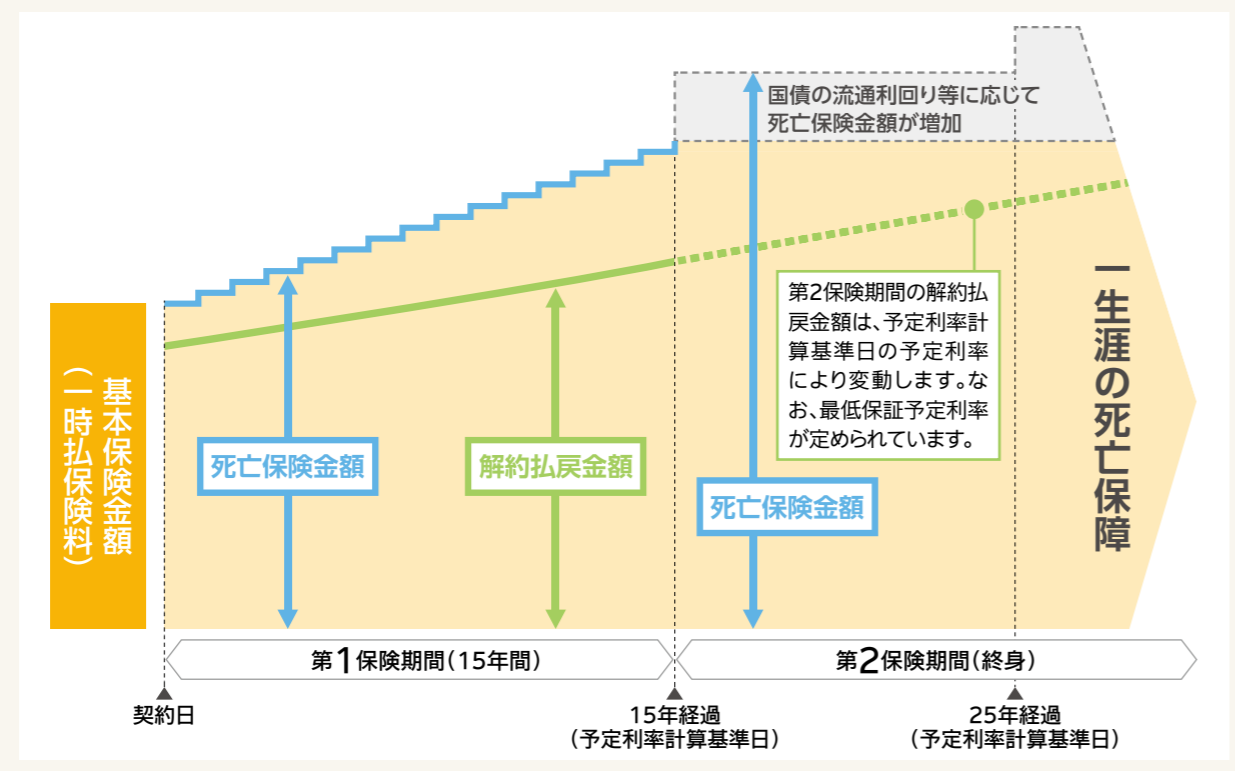 国債の流通利回り等に応じて
死亡保険金額が増加
第2保険期間の解約払
戻金額は、予定利率計
算基準日の予定利率
により変動します。な
お、最低保証予定利率
が定められています。
基本保険金額
（一時払保険料）
死亡保険金額
解約払戻金額
死亡保険金額
一生涯の死亡保障
第1保険期間（15年間）
第2保険期間（終身）
契約日
15年経過
（予定利率計算基準日）
25年経過
（予定利率計算基準日）